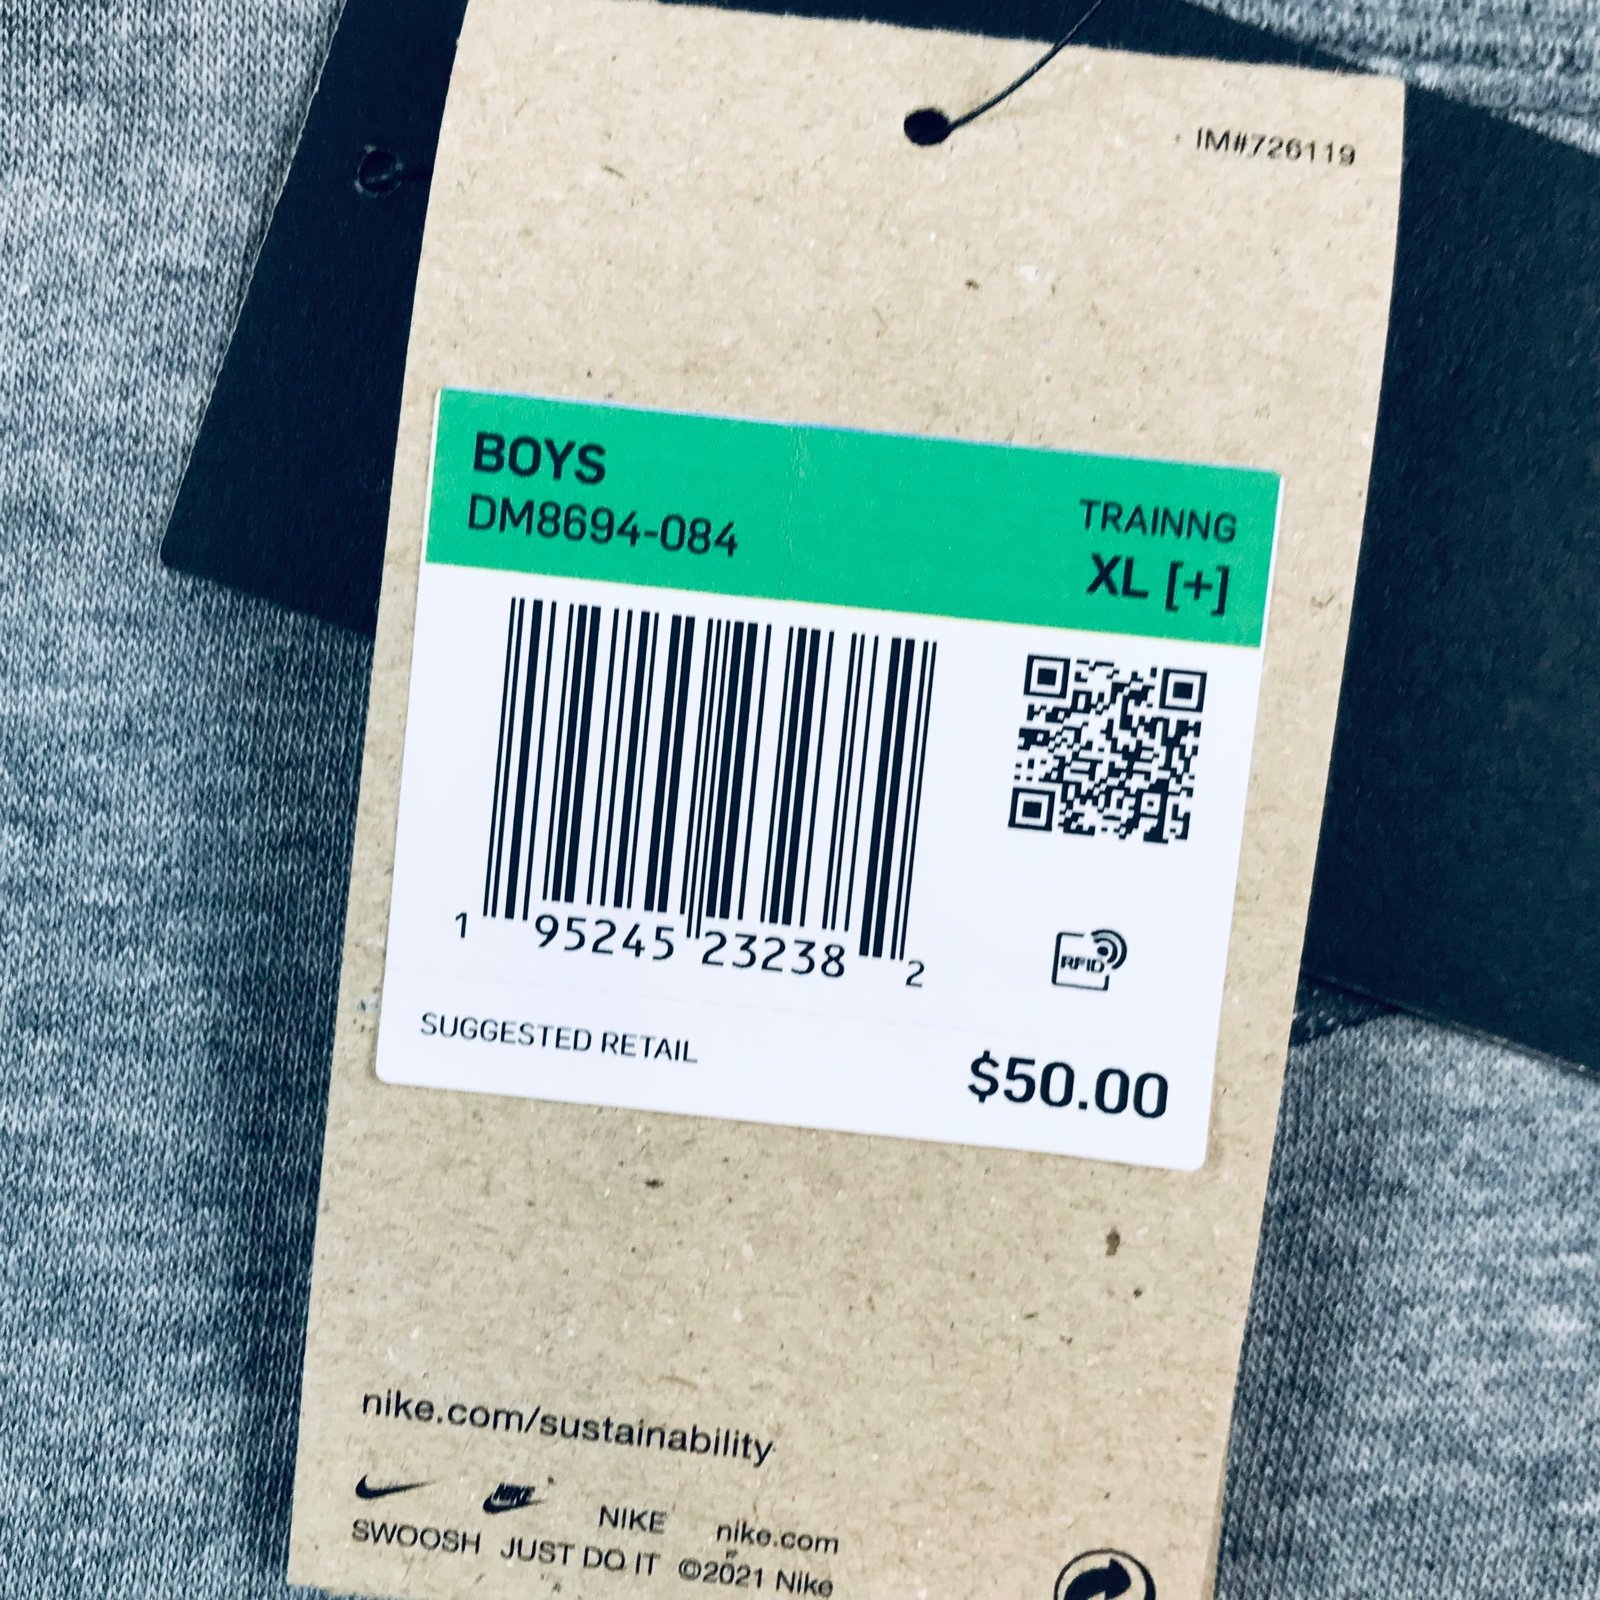 IM#726119
BOYS
DM8694-084
TRAINNG
XL [+]
1 95245 23238 2
RFID
SUGGESTED RETAIL
$50.00
nike.com/sustainability
NIKE NIKE nike.com
SWOOSH JUST DO IT ©2021 Nike